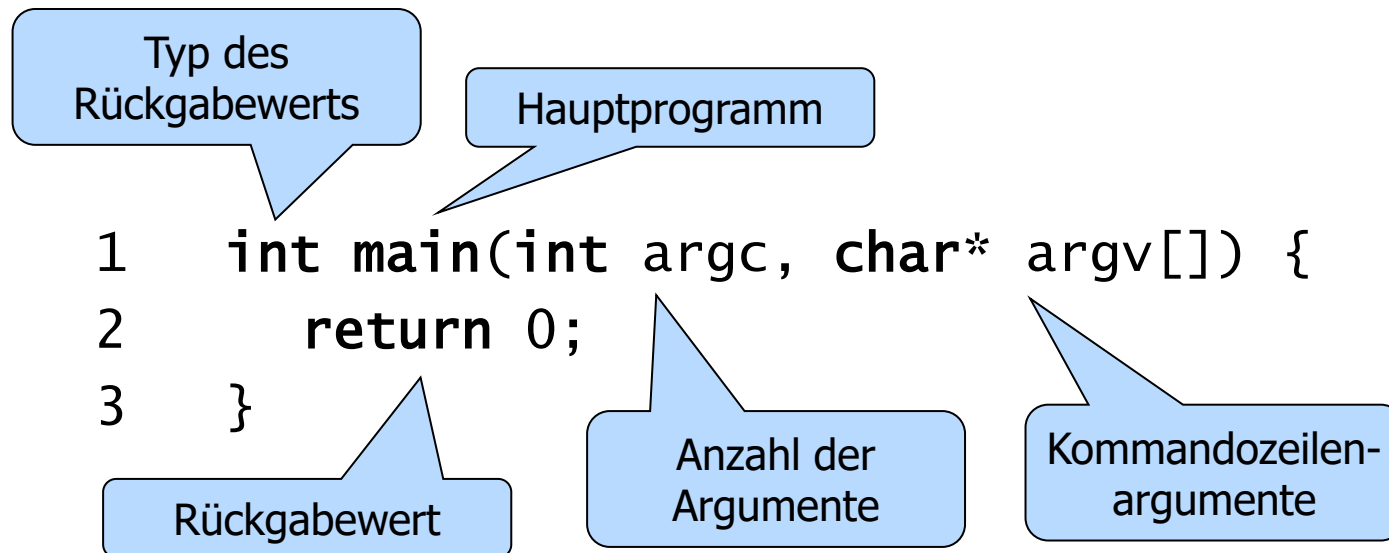 Typ des
Rückgabewerts
Hauptprogramm
1 int main(int argc, char* argv[]) {
2 return 0;
3 }
Anzahl der
Argumente
Kommandozeilen-
argumente
Rückgabewert